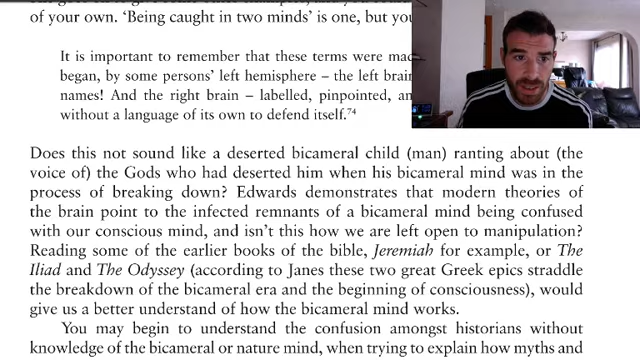 of your own. 'Being caught in two minds' is one, but you
It is important to remember that these terms were mad
began, by some persons' left hemisphere – the left brain
names! And the right brain – labelled, pinpointed, an
without a language of its own to defend itself.74
Does this not sound like a deserted bicameral child (man) ranting about (the
voice of) the Gods who had deserted him when his bicameral mind was in the
process of breaking down? Edwards demonstrates that modern theories of
the brain point to the infected remnants of a bicameral mind being confused
with our conscious mind, and isn't this how we are left open to manipulation?
Reading some of the earlier books of the bible, Jeremiah for example, or The
Iliad and The Odyssey (according to Janes these two great Greek epics straddle
the breakdown of the bicameral era and the beginning of consciousness), would
give us a better understand of how the bicameral mind works.
You may begin to understand the confusion amongst historians without
knowledge of the bicameral or nature mind, when trying to explain how myths and